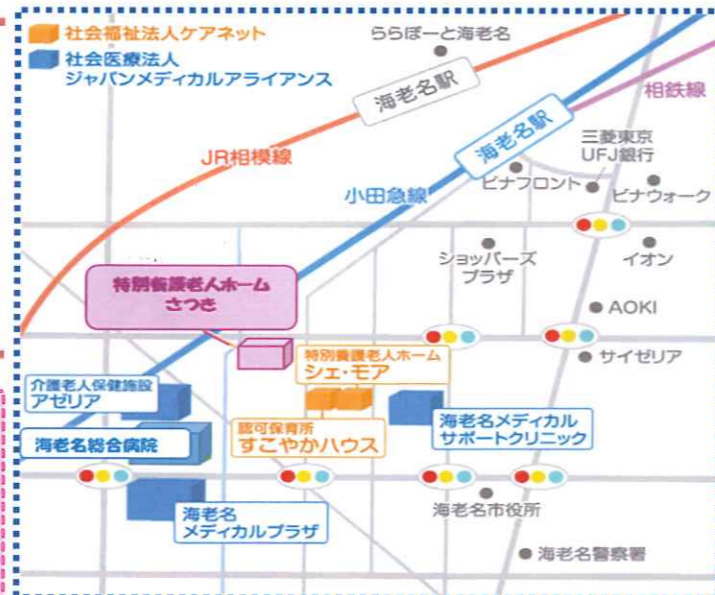 社会福祉法人ケアネット
社会医療法人
ジャパンメディカルアライアンス
ららぽーと海老名
海老名駅
相鉄線
海老名駅
三菱東京
UFJ銀行
JR相模線
ビナフロント
ビナウォーク
小田急線
ショッパーズ
プラザ
イオン
特別養護老人ホーム
さつき
AOKI
サイゼリア
特別養護老人ホーム
シェ・モア
介護老人保健施設
アゼリア
認可保育所
すこやかハウス
海老名メディカル
サポートクリニック
海老名総合病院
海老名
メディカルプラザ
海老名市役所
海老名警察署